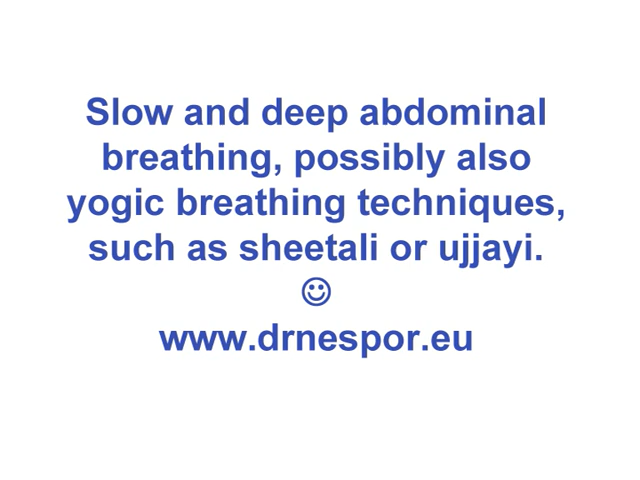 Slow and deep abdominal
breathing, possibly also
yogic breathing techniques,
such as sheetali or ujjayi.
☺
www.drnespor.eu